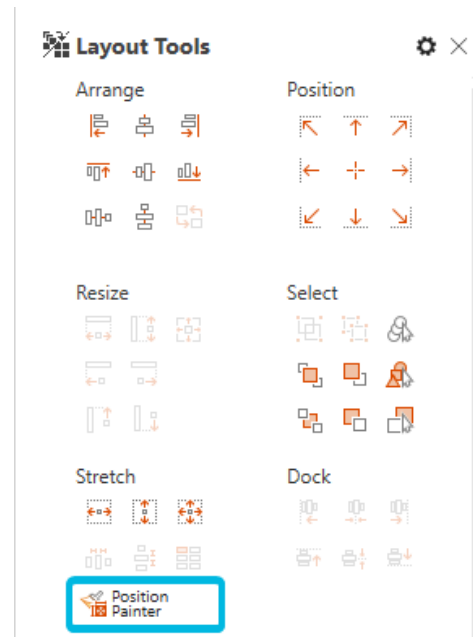 Layout Tools
Arrange
Position
Resize
Select
Stretch
Dock
Position
Painter